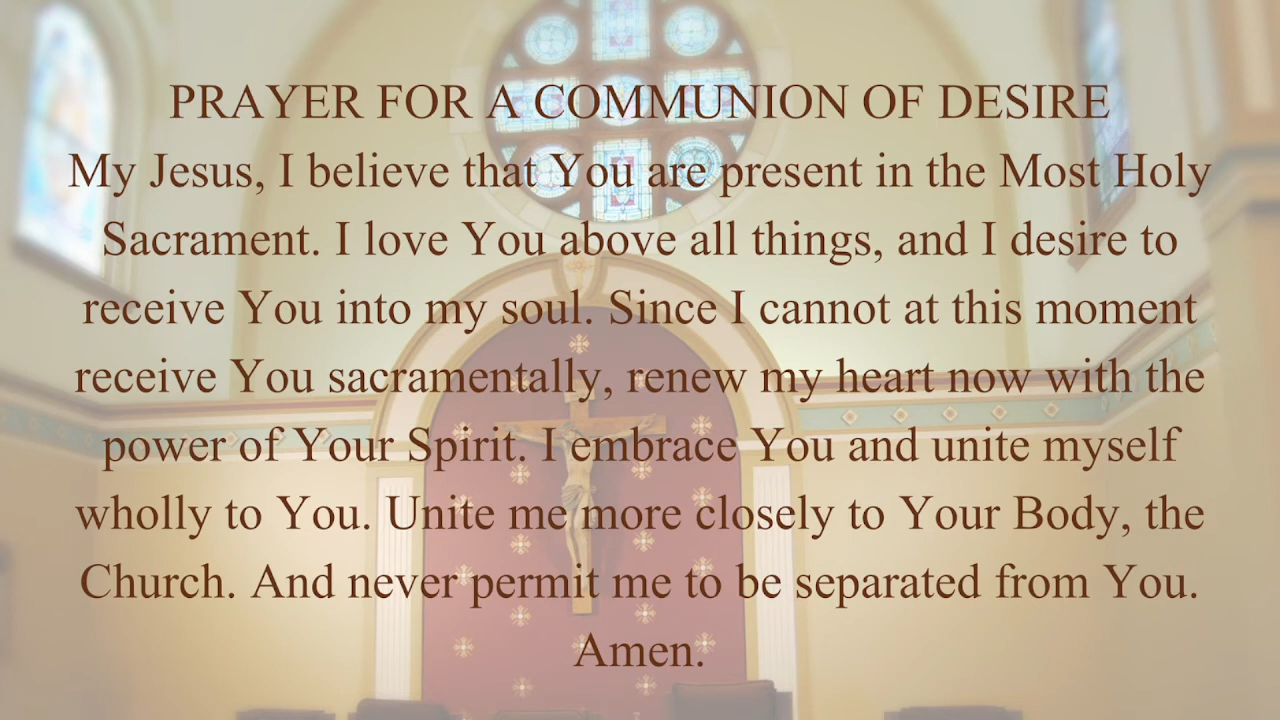 PRAYER FOR A COMMUNION OF DESIRE
My Jesus, I believe that You are present in the Most Holy
Sacrament. I love You above all things, and I desire to
receive You into my soul. Since I cannot at this moment
receive You sacramentally, renew my heart now with the
power of Your Spirit. I embrace You and unite myself
wholly to You. Unite me more closely to Your Body, the
Church. And never permit me to be separated from You.
Amen.